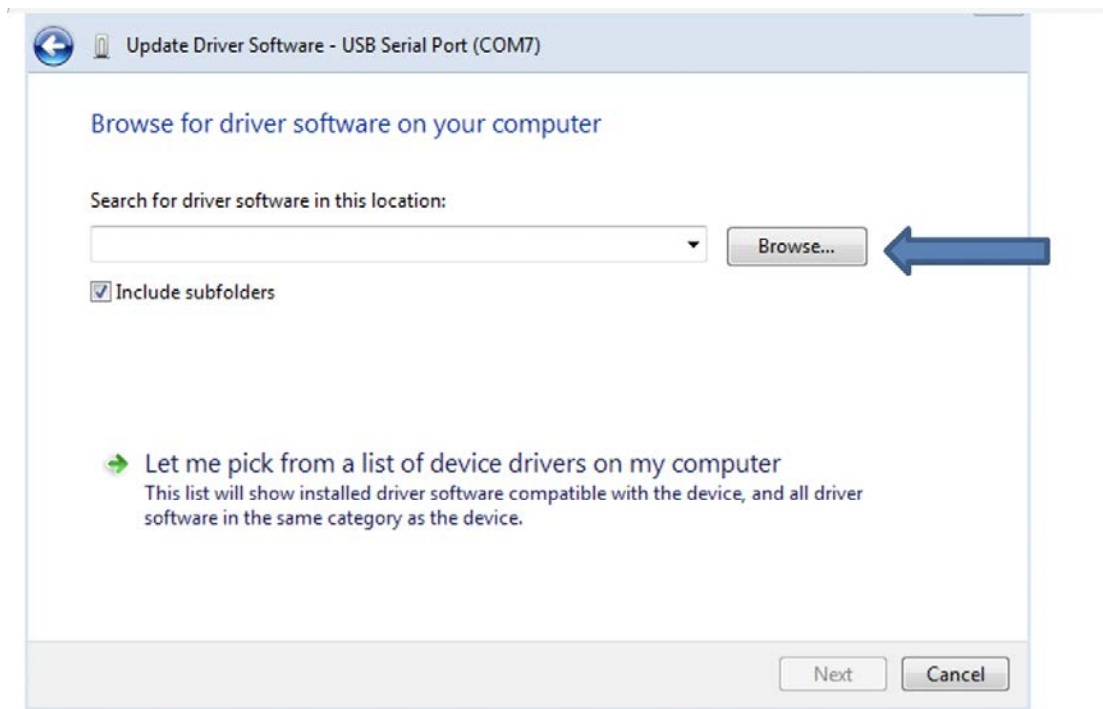 Update Driver Software - USB Serial Port (COM7)
Browse for driver software on your computer
Search for driver software in this location:
Browse...
Include subfolders
Let me pick from a list of device drivers on my computer
This list will show installed driver software compatible with the device, and all driver
software in the same category as the device.
Next
Cancel